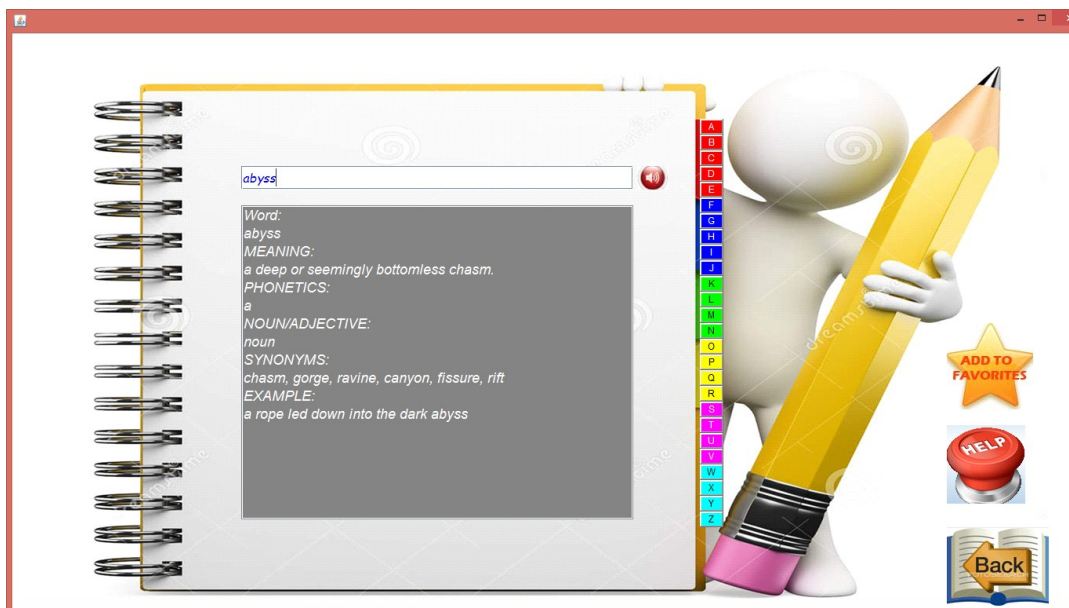 abyss
Word:
abyss
MEANING:
a deep or seemingly bottomless chasm.
PHONETICS:
a
NOUN/ADJECTIVE:
noun
SYNONYMS:
chasm, gorge, ravine, canyon, fissure, rift
EXAMPLE:
a rope led down into the dark abyss
A
B
C
D
E
F
G
H
I
J
K
L
M
N
O
P
Q
R
S
T
U
V
W
X
Y
Z
dreamstime
ADD TO
FAVORITES
HELP
Back